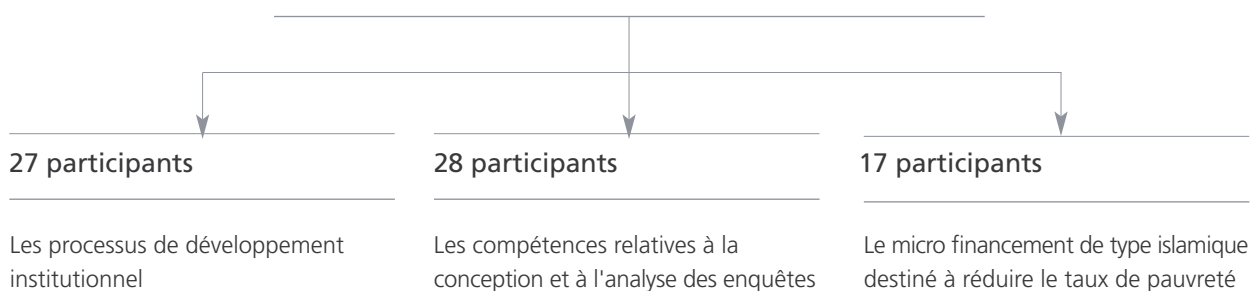 27 participants
Les processus de développement
institutionnel
28 participants
Les compétences relatives à la
conception et à l'analyse des enquêtes
17 participants
Le micro financement de type islamique
destiné à réduire le taux de pauvreté